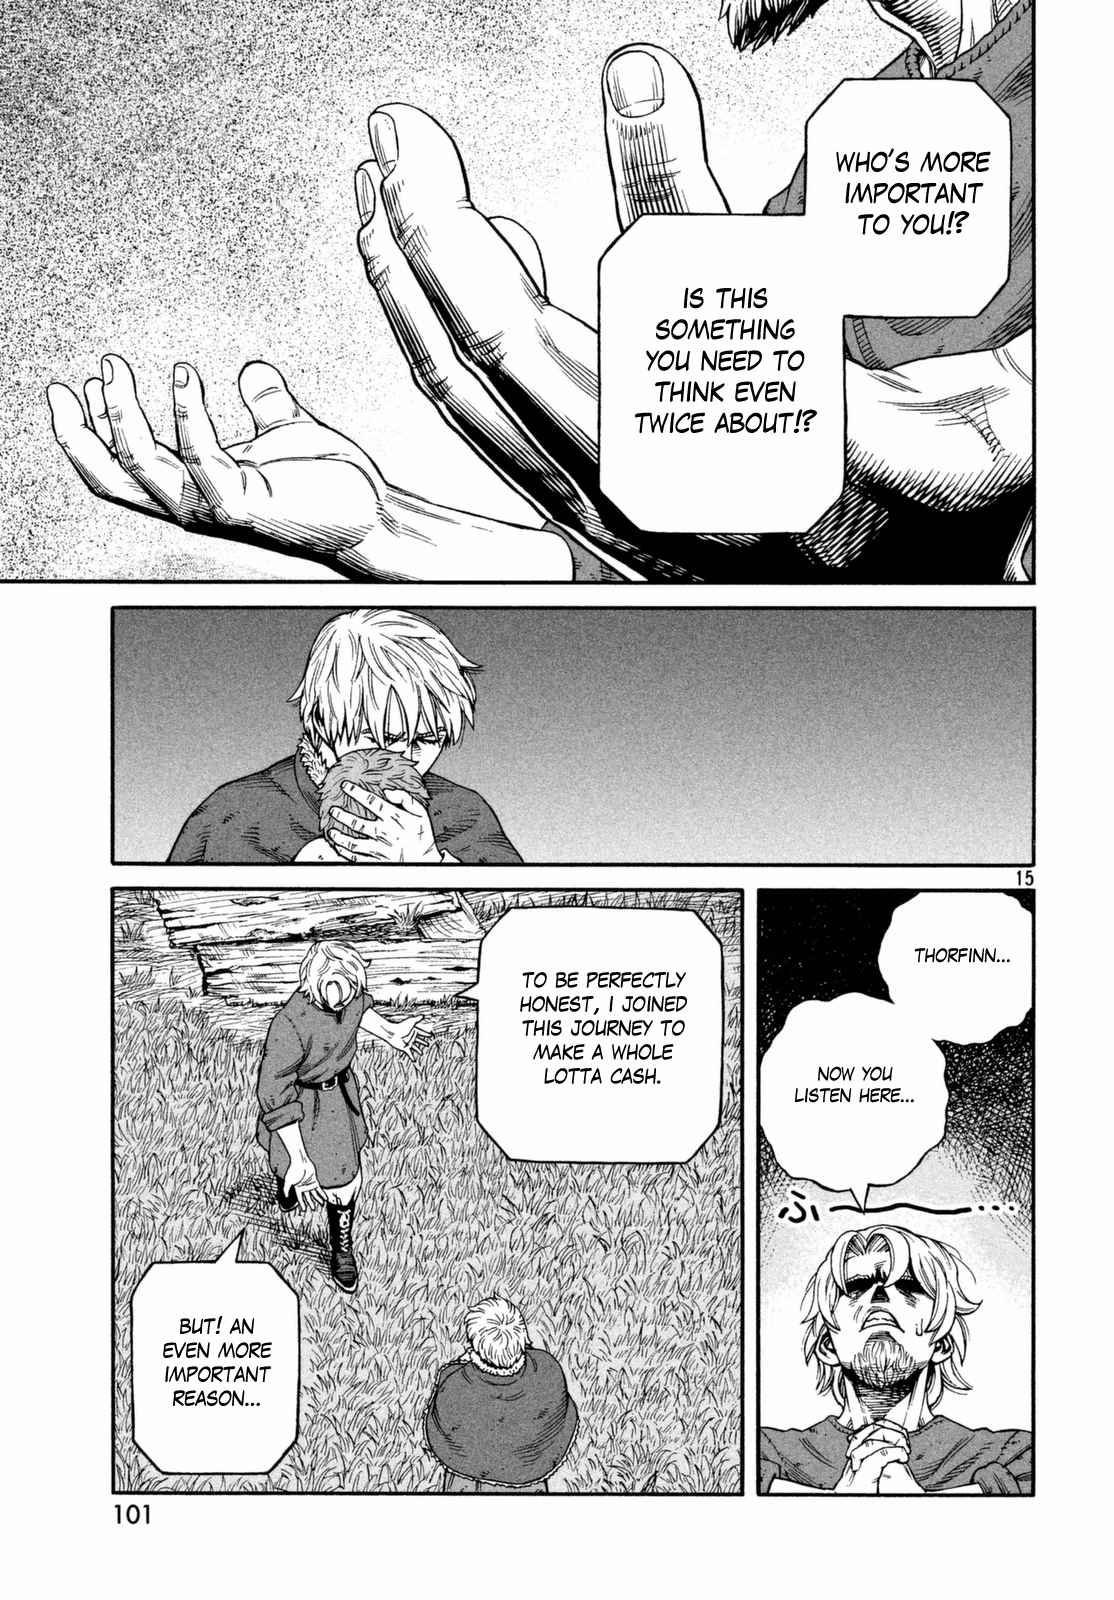 WHO'S MORE
IMPORTANT
TO YOU!?
IS THIS
SOMETHING
YOU NEED TO
THINK EVEN
TWICE ABOUT!?
15
THORFINN...
NOW YOU
LISTEN HERE...
ふ〜〜…
TO BE PERFECTLY
HONEST, I JOINED
THIS JOURNEY TO
MAKE A WHOLE
LOTTA CASH.
BUT! AN
EVEN MORE
IMPORTANT
REASON...
101